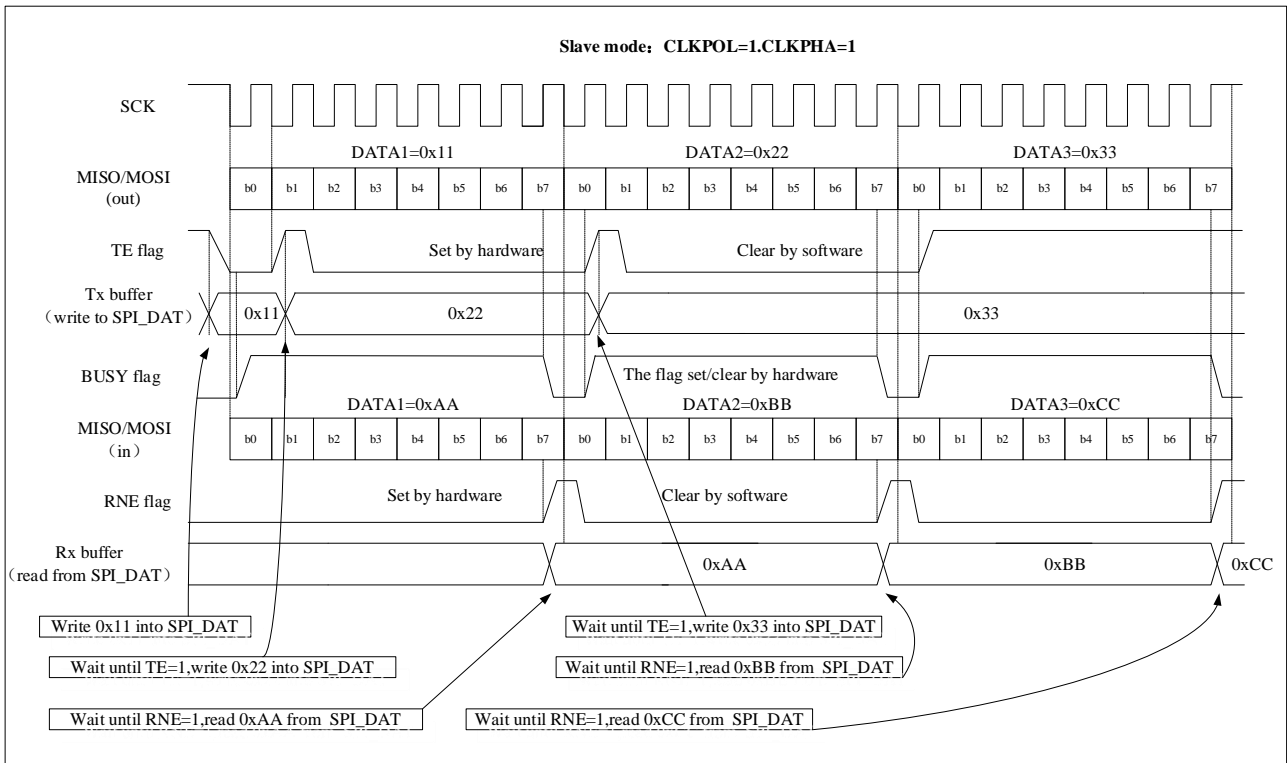 Slave mode：CLKPOL=1.CLKPHA=1
SCK
DATA1=0x11 DATA2=0x22 DATA3=0x33
MISO/MOSI
(out)
b0 b1 b2 b3 b4 b5 b6 b7 b0 b1 b2 b3 b4 b5 b6 b7 b0 b1 b2 b3 b4 b5 b6 b7
TE flag
Set by hardware Clear by software
Tx buffer
（write to SPI_DAT）
0x11 0x22 0x33
BUSY flag
The flag set/clear by hardware
DATA1=0xAA DATA2=0xBB DATA3=0xCC
MISO/MOSI
（in）
b0 b1 b2 b3 b4 b5 b6 b7 b0 b1 b2 b3 b4 b5 b6 b7 b0 b1 b2 b3 b4 b5 b6 b7
RNE flag
Set by hardware Clear by software
Rx buffer
（read from SPI_DAT）
0xAA 0xBB 0xCC
Write 0x11 into SPI_DAT
Wait until TE=1,write 0x33 into SPI_DAT
Wait until TE=1,write 0x22 into SPI_DAT
Wait until RNE=1,read 0xBB from SPI_DAT
Wait until RNE=1,read 0xAA from SPI_DAT
Wait until RNE=1,read 0xCC from SPI_DAT